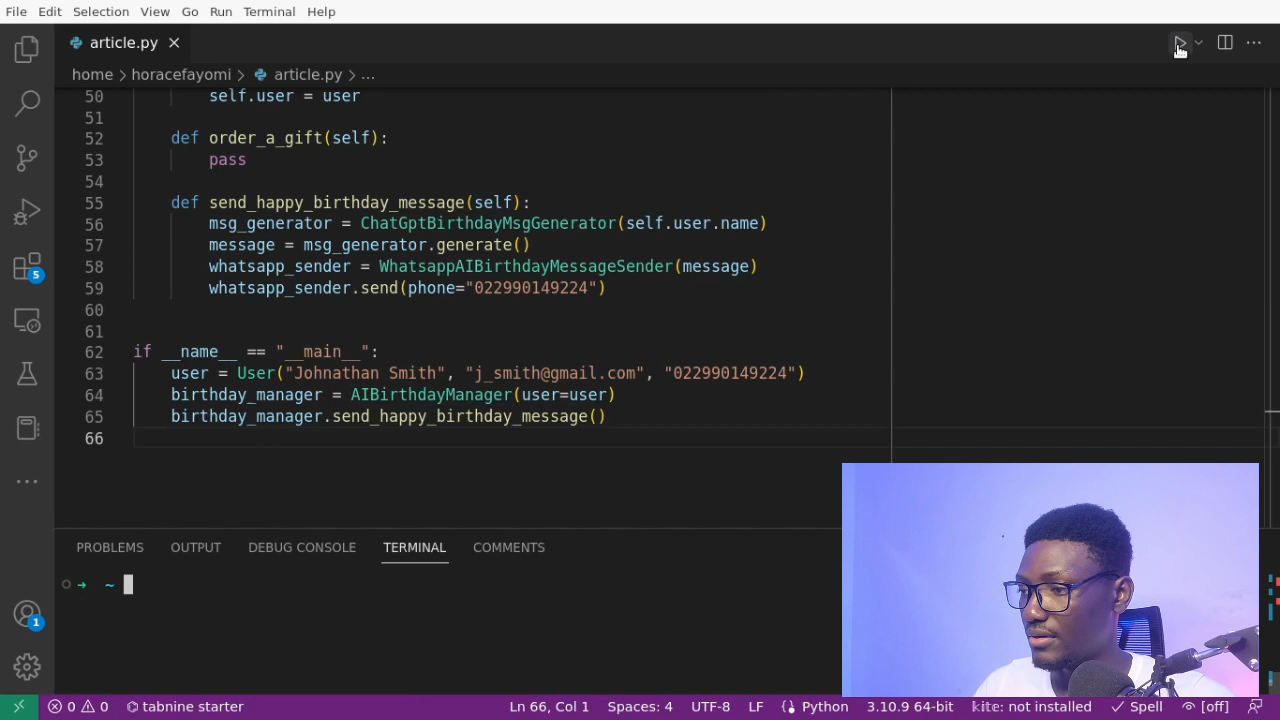 File Edit Selection View Go Run Terminal Help
article.py
home > horacefayomi > article.py > ...
50 self.user = user
51
52 def order_a_gift(self):
53 pass
54
55 def send_happy_birthday_message(self):
56 msg_generator = ChatGptBirthdayMsgGenerator(self.user.name)
57 message = msg_generator.generate()
58 whatsapp_sender = WhatsappAIBirthdayMessageSender(message)
59 whatsapp_sender.send(phone="022990149224")
60
61
62 if __name__ == "__main__":
63 user = User("Johnathan Smith", "j_smith@gmail.com", "022990149224")
64 birthday_manager = AIBirthdayManager(user=user)
65 birthday_manager.send_happy_birthday_message()
66
5
PROBLEMS OUTPUT DEBUG CONSOLE TERMINAL COMMENTS
→ ~
1
0 0 tabnine starter Ln 66, Col 1 Spaces: 4 UTF-8 LF Python 3.10.9 64-bit kite: not installed Spell [off]